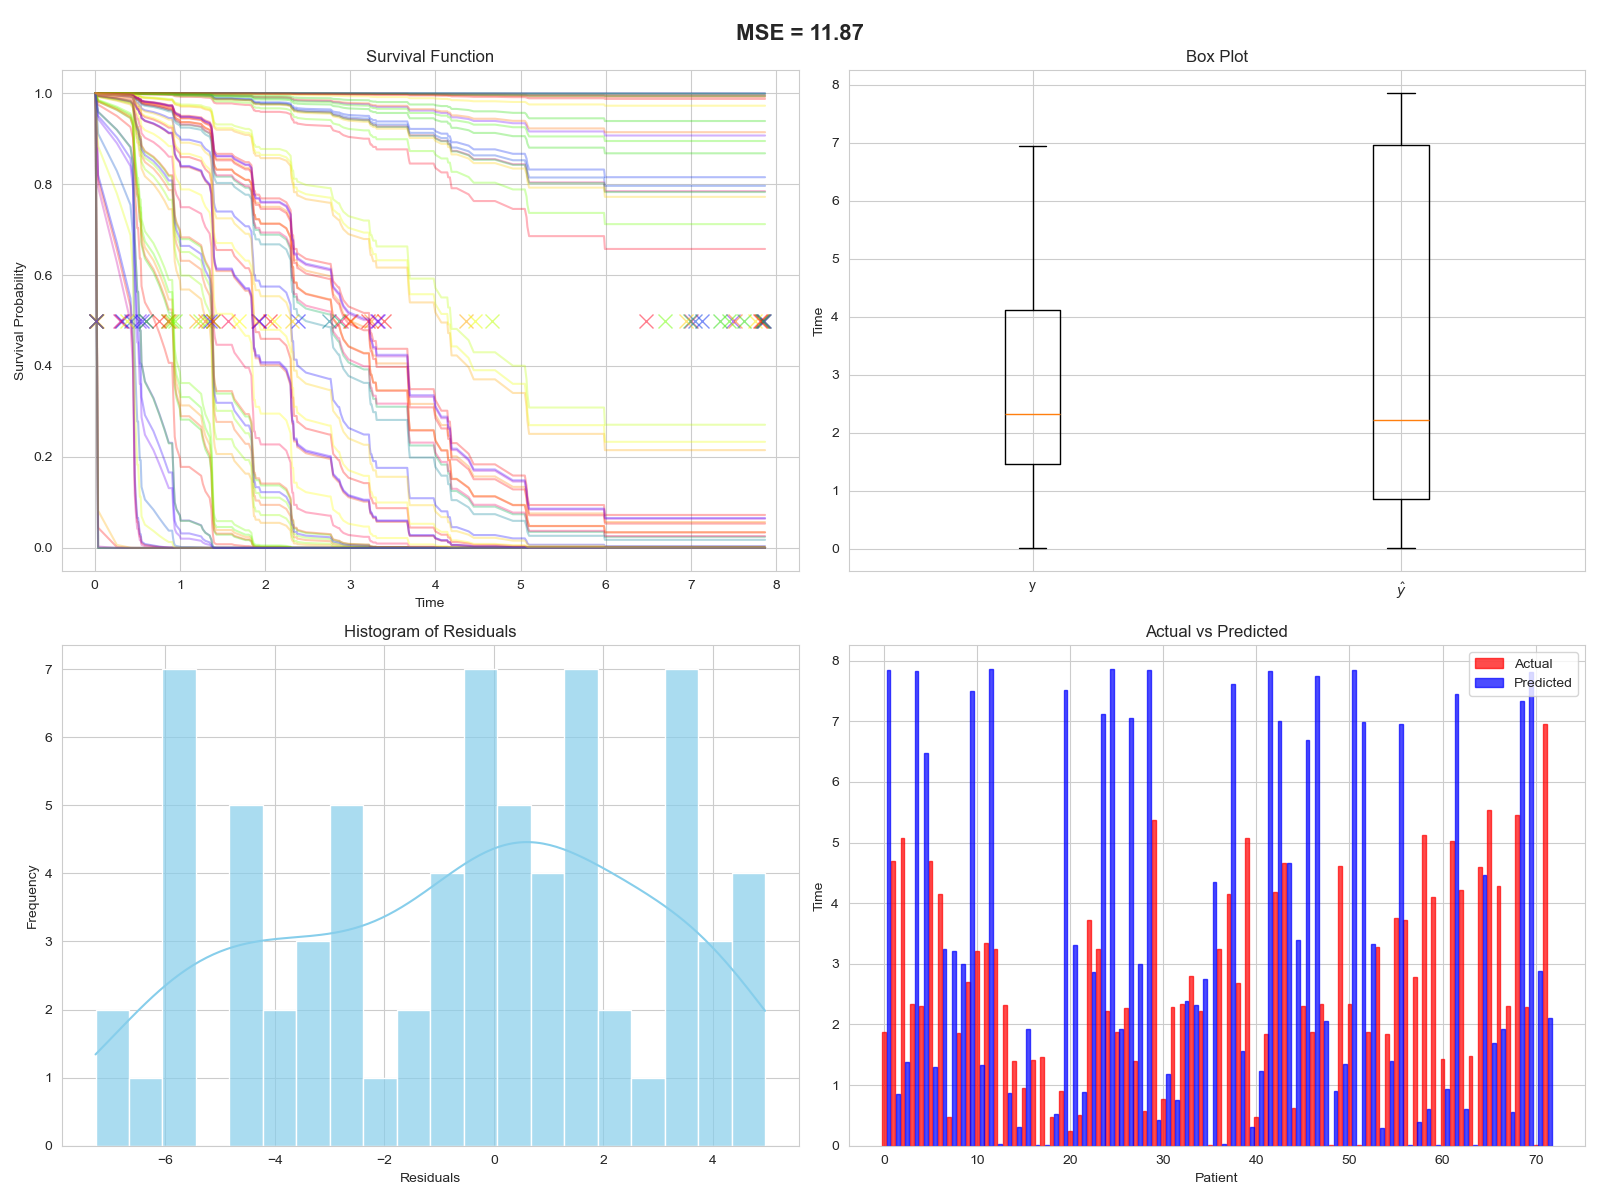 MSE = 11.87
Survival Function
1.0
0.8
0.6
0.4
0.2
0.0
Survival Probability
0 1 2 3 4 5 6 7 8
Time
Box Plot
8
7
6
5
4
3
2
1
0
Time
y ŷ
Histogram of Residuals
7
6
5
4
3
2
1
0
Frequency
−6 −4 −2 0 2 4
Residuals
Actual vs Predicted
Actual
Predicted
8
7
6
5
4
3
2
1
0
Time
0 10 20 30 40 50 60 70
Patient